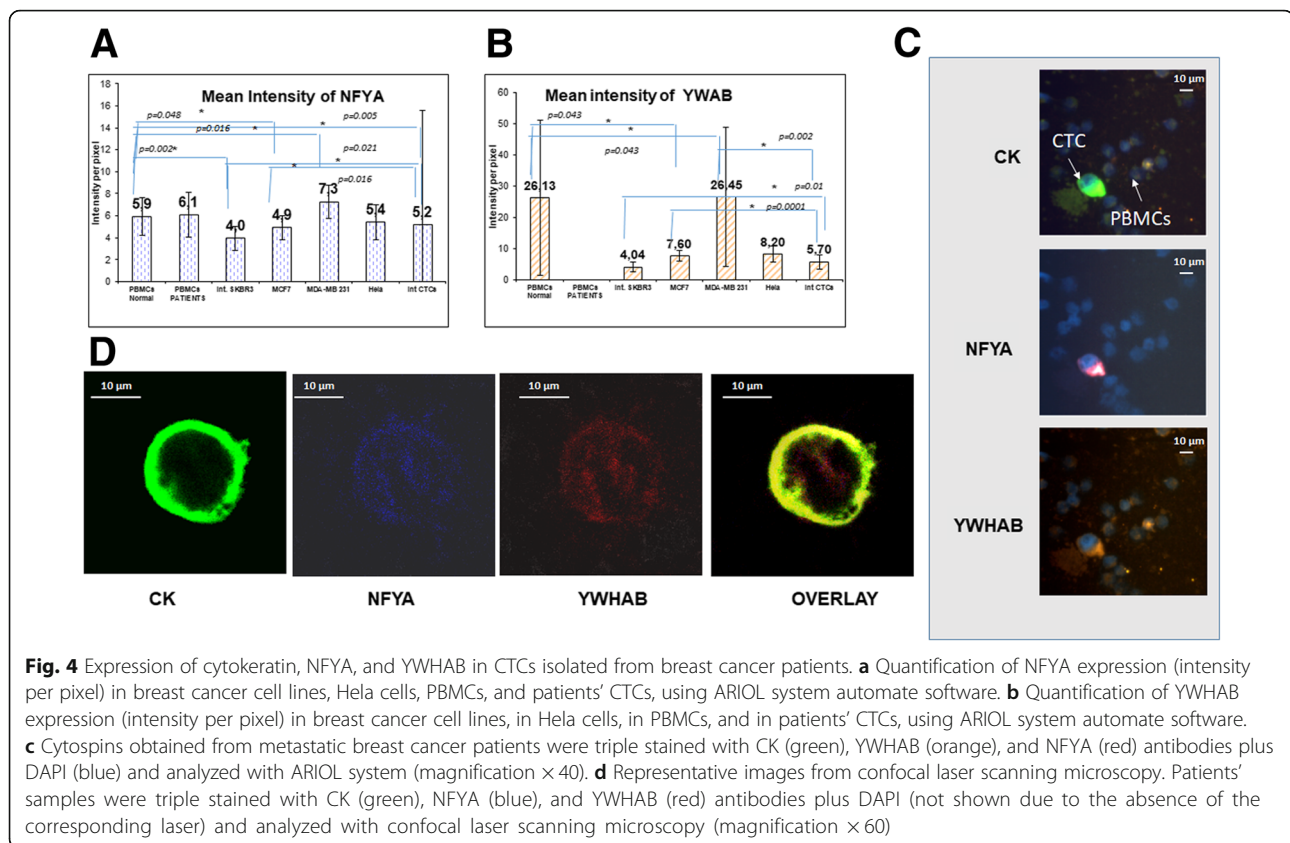 A
Mean Intensity of NFYA
Intensity per pixel
18
16
14
12
10
8
6
4
2
0
p=0.048
*
p=0.005
*
p=0.016
*
p=0.002*
p=0.021
*
*
p=0.016
5.9
6.1
4,0
4.9
7,3
5.4
5.2
PBMCs Normal
PBMCs PATIENTS
Int. SKBR3
MCF7
MDA-MB 231
Hela
Int CTCs
B
Mean intensity of YWAB
Intensity per pixel
60
50
40
30
20
10
0
p=0.043
*
*
p=0.002
p=0.043
*
*
p=0.01
*
p=0.0001
26,13
4,04
7,60
26.45
8,20
5,70
PBMCs Normal
PBMCs PATIENTS
Int. SKBR3
MCF7
MDA-MB 231
Hela
Int CTCs
C
CK
10 µm
CTC
PBMCs
NFYA
10 µm
YWHAB
10 µm
D
10 µm
10 µm
10 µm
10 µm
CK
NFYA
YWHAB
OVERLAY
Fig. 4 Expression of cytokeratin, NFYA, and YWHAB in CTCs isolated from breast cancer patients. a Quantification of NFYA expression (intensity
per pixel) in breast cancer cell lines, Hela cells, PBMCs, and patients' CTCs, using ARIOL system automate software. b Quantification of YWHAB
expression (intensity per pixel) in breast cancer cell lines, in Hela cells, in PBMCs, and in patients' CTCs, using ARIOL system automate software.
c Cytospins obtained from metastatic breast cancer patients were triple stained with CK (green), YWHAB (orange), and NFYA (red) antibodies plus
DAPI (blue) and analyzed with ARIOL system (magnification × 40). d Representative images from confocal laser scanning microscopy. Patients'
samples were triple stained with CK (green), NFYA (blue), and YWHAB (red) antibodies plus DAPI (not shown due to the absence of the
corresponding laser) and analyzed with confocal laser scanning microscopy (magnification × 60)